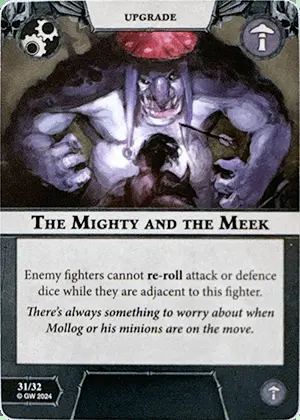 UPGRADE
THE MIGHTY AND THE MEEK
Enemy fighters cannot re-roll attack or defence
dice while they are adjacent to this fighter.
There's always something to worry about when
Mollog or his minions are on the move.
31/32
© GW 2024